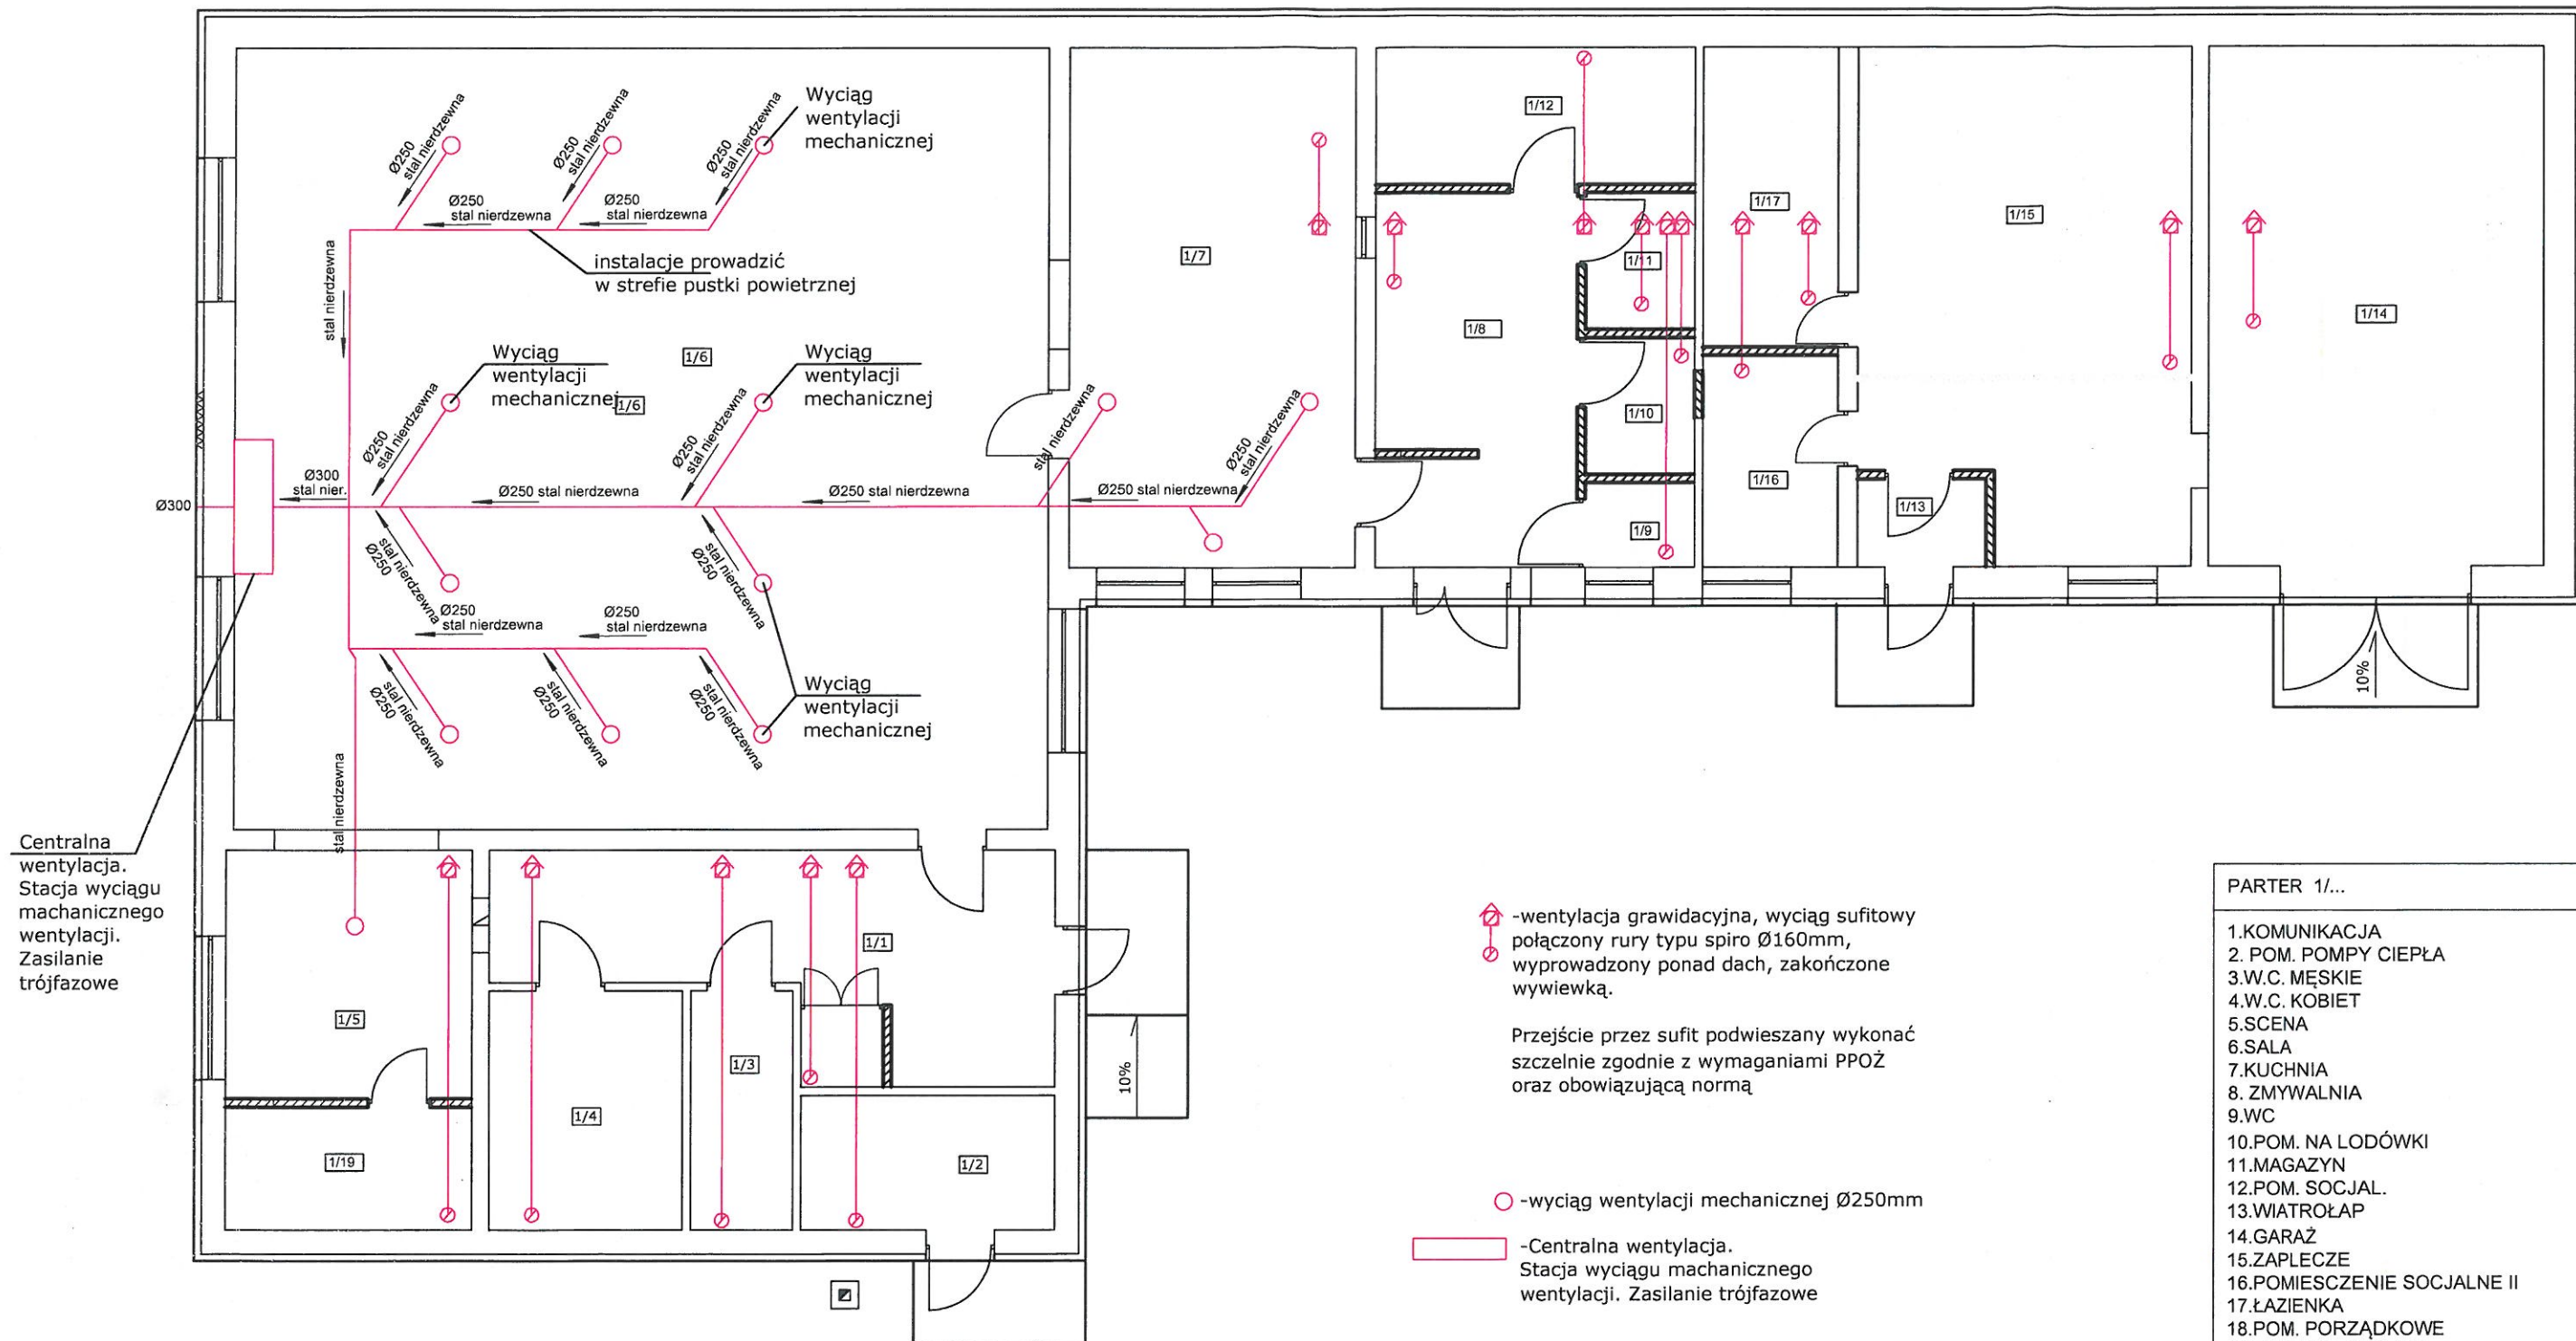 Wyciąg
wentylacji
mechanicznej
Ø250
stal nierdzewna
Ø250
stal nierdzewna
Ø250
stal nierdzewna
Ø250
stal nierdzewna
Ø250
stal nierdzewna
instalacje prowadzić
w strefie pustki powietrznej
stal nierdzewna
1/12
1/17
1/15
1/7
1/11
1/14
1/8
1/6
Wyciąg
wentylacji
mechanicznej
1/6
Wyciąg
wentylacji
mechanicznej
Ø250
stal nierdzewna
Ø250
stal nierdzewna
stal nierdzewna
Ø250
stal nierdzewna
1/10
1/16
1/13
1/9
Ø300
Ø300
stal nier.
Ø250 stal nierdzewna
Ø250 stal nierdzewna
Ø250 stal nierdzewna
stal nierdzewna
Ø250
stal nierdzewna
Ø250
Ø250
stal nierdzewna
Ø250
stal nierdzewna
stal nierdzewna
Ø250
stal nierdzewna
Ø250
stal nierdzewna
Ø250
Wyciąg
wentylacji
mechanicznej
stal nierdzewna
10%
Centralna
wentylacja.
Stacja wyciągu
machanicznego
wentylacji.
Zasilanie
trójfazowe
1/1
1/5
1/3
1/4
1/19
1/2
10%
-wentylacja grawidacyjna, wyciąg sufitowy
połączony rury typu spiro Ø160mm,
wyprowadzony ponad dach, zakończone
wywiewką.
Przejście przez sufit podwieszany wykonać
szczelnie zgodnie z wymaganiami PPOŻ
oraz obowiązującą normą
-wyciąg wentylacji mechanicznej Ø250mm
-Centralna wentylacja.
Stacja wyciągu machanicznego
wentylacji. Zasilanie trójfazowe
PARTER 1/...
1.KOMUNIKACJA
2. POM. POMPY CIEPŁA
3.W.C. MĘSKIE
4.W.C. KOBIET
5.SCENA
6.SALA
7.KUCHNIA
8. ZMYWALNIA
9.WC
10.POM. NA LODÓWKI
11.MAGAZYN
12.POM. SOCJAL.
13.WIATROŁAP
14.GARAŻ
15.ZAPLECZE
16.POMIESCZENIE SOCJALNE II
17.ŁAZIENKA
18.POM. PORZĄDKOWE